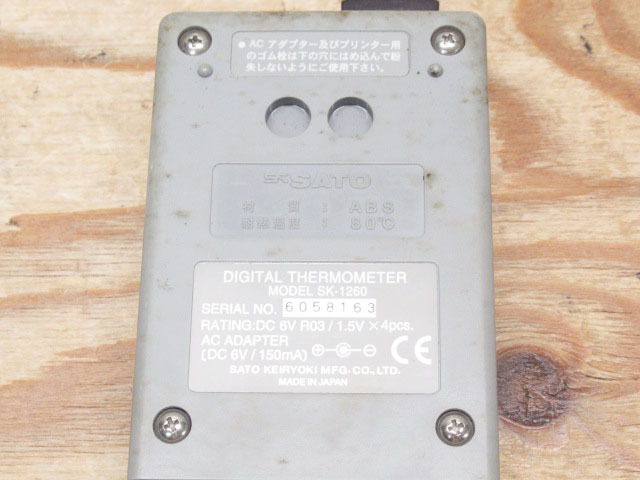 ● AC アダプター及びプリンター用
のゴム栓は下の穴にはめ込んで紛
失しないようにご使用下さい。
SK SATO
材 質 : ABS
耐熱温度 : 80℃
DIGITAL THERMOMETER
MODEL SK-1260
SERIAL NO. 6058163
RATING:DC 6V R03 / 1.5V ×4pcs.
AC ADAPTER
(DC 6V / 150mA)
CE
SATO KEIRYOKI MFG.CO.,LTD.
MADE IN JAPAN